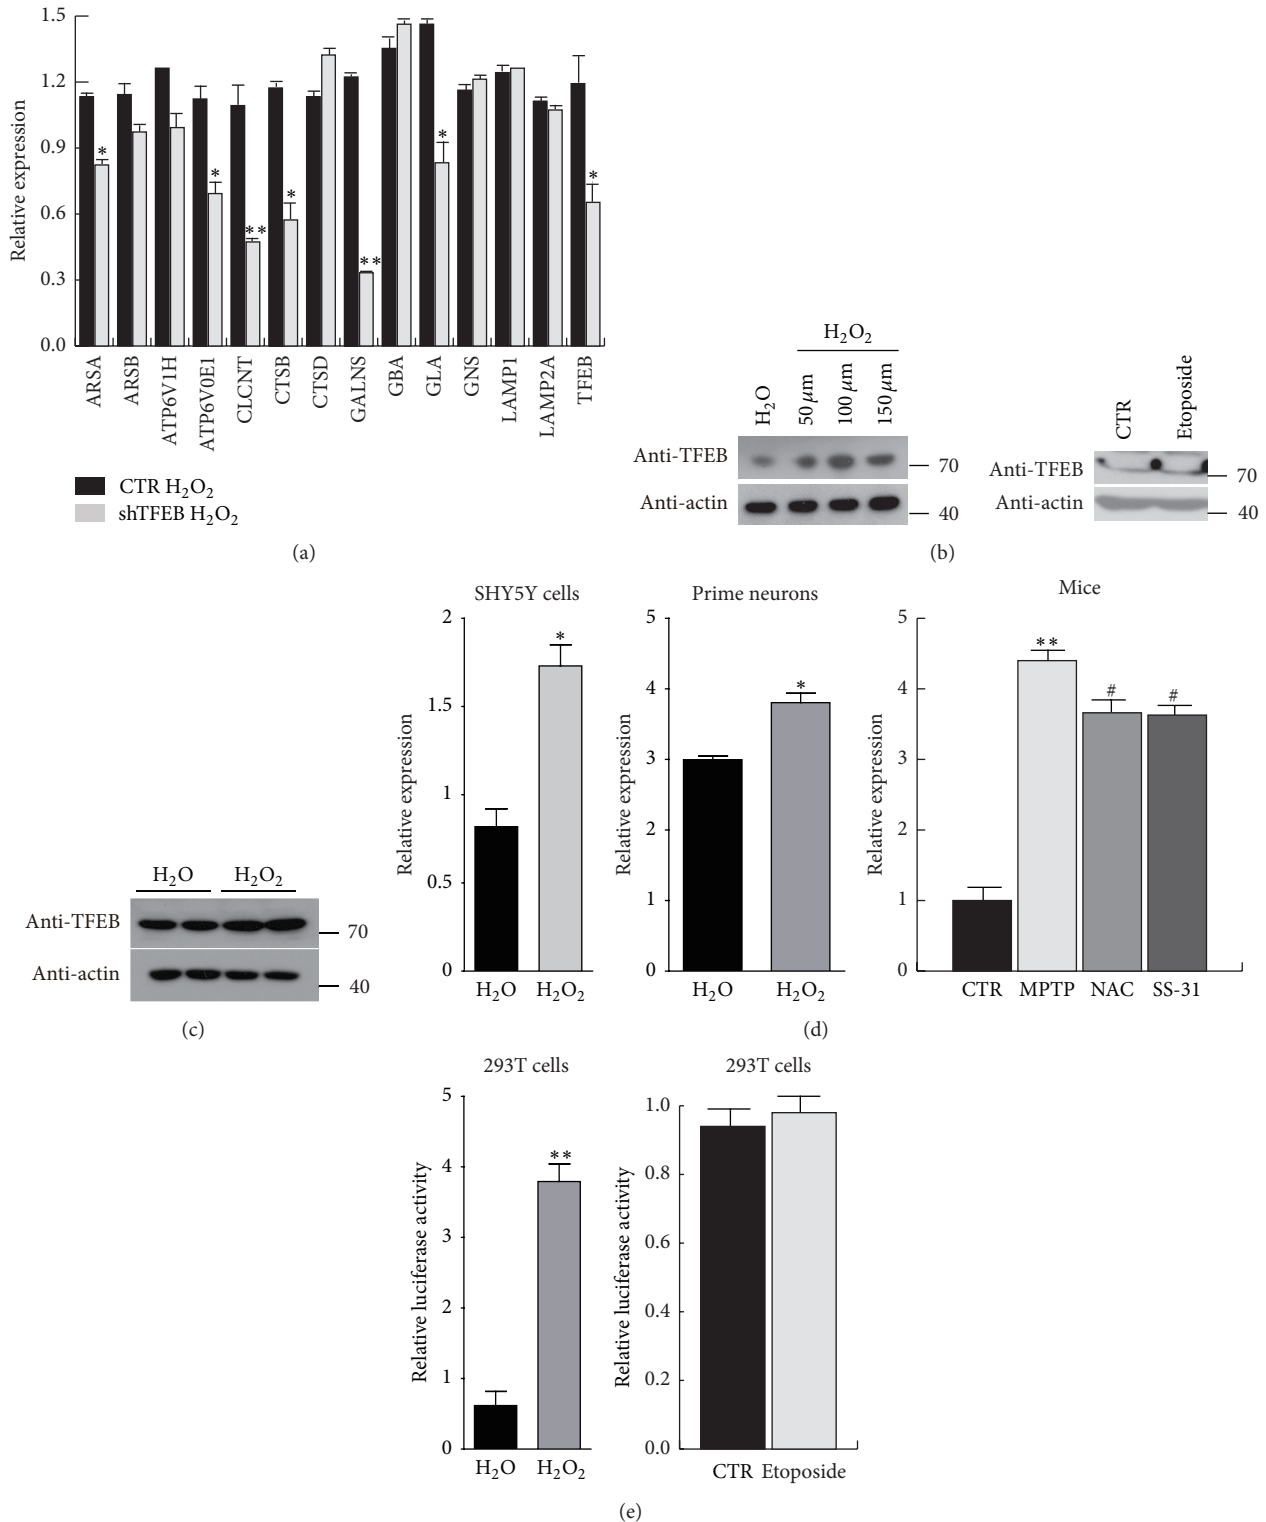 1.5
1.2
0.9
0.6
0.3
0.0
Relative expression
*
*
**
*
**
*
*
ARSA
ARSB
ATP6V1H
ATP6V0E1
CLCNT
CTSB
CTSD
GALNS
GBA
GLA
GNS
LAMP1
LAMP2A
TFEB
CTR H₂O₂
shTFEB H₂O₂
(a)
H₂O₂
H₂O
50 μm
100 μm
150 μm
Anti-TFEB
70
Anti-actin
40
CTR
Etoposide
Anti-TFEB
70
Anti-actin
40
(b)
H₂O
H₂O₂
Anti-TFEB
70
Anti-actin
40
(c)
SHY5Y cells
2
1.5
1
0.5
0
Relative expression
*
H₂O
H₂O₂
Prime neurons
5
4
3
2
1
0
Relative expression
*
H₂O
H₂O₂
Mice
5
4
3
2
1
0
Relative expression
**
#
#
CTR
MPTP
NAC
SS-31
(d)
293T cells
5
4
3
2
1
0
Relative luciferase activity
**
H₂O
H₂O₂
293T cells
1.0
0.8
0.6
0.4
0.2
0.0
Relative luciferase activity
CTR
Etoposide
(e)